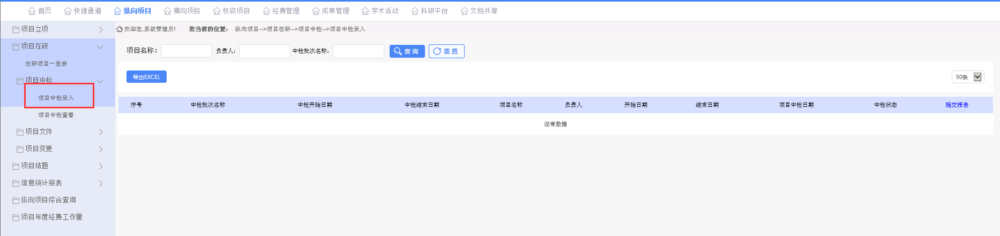 首页 快捷通道 纵向项目 横向项目 校级项目 经费管理 成果管理 学术活动 科研平台 文档共享
项目立项
项目在研
在研项目一览表
项目中检
项目中检录入
项目中检查看
项目文件
项目变更
项目结题
信息统计报表
纵向项目综合查询
项目年度经费工作量
欢迎您,系统管理员! 您当前的位置： 纵向项目-->项目在研-->项目中检-->项目中检录入
项目名称： 负责人： 中检批次名称： 查询 重置
导出EXCEL 50条
序号 中检批次名称 中检开始日期 中检结束日期 项目名称 负责人 开始日期 结束日期 项目中检日期 中检状态 提交报告
没有数据